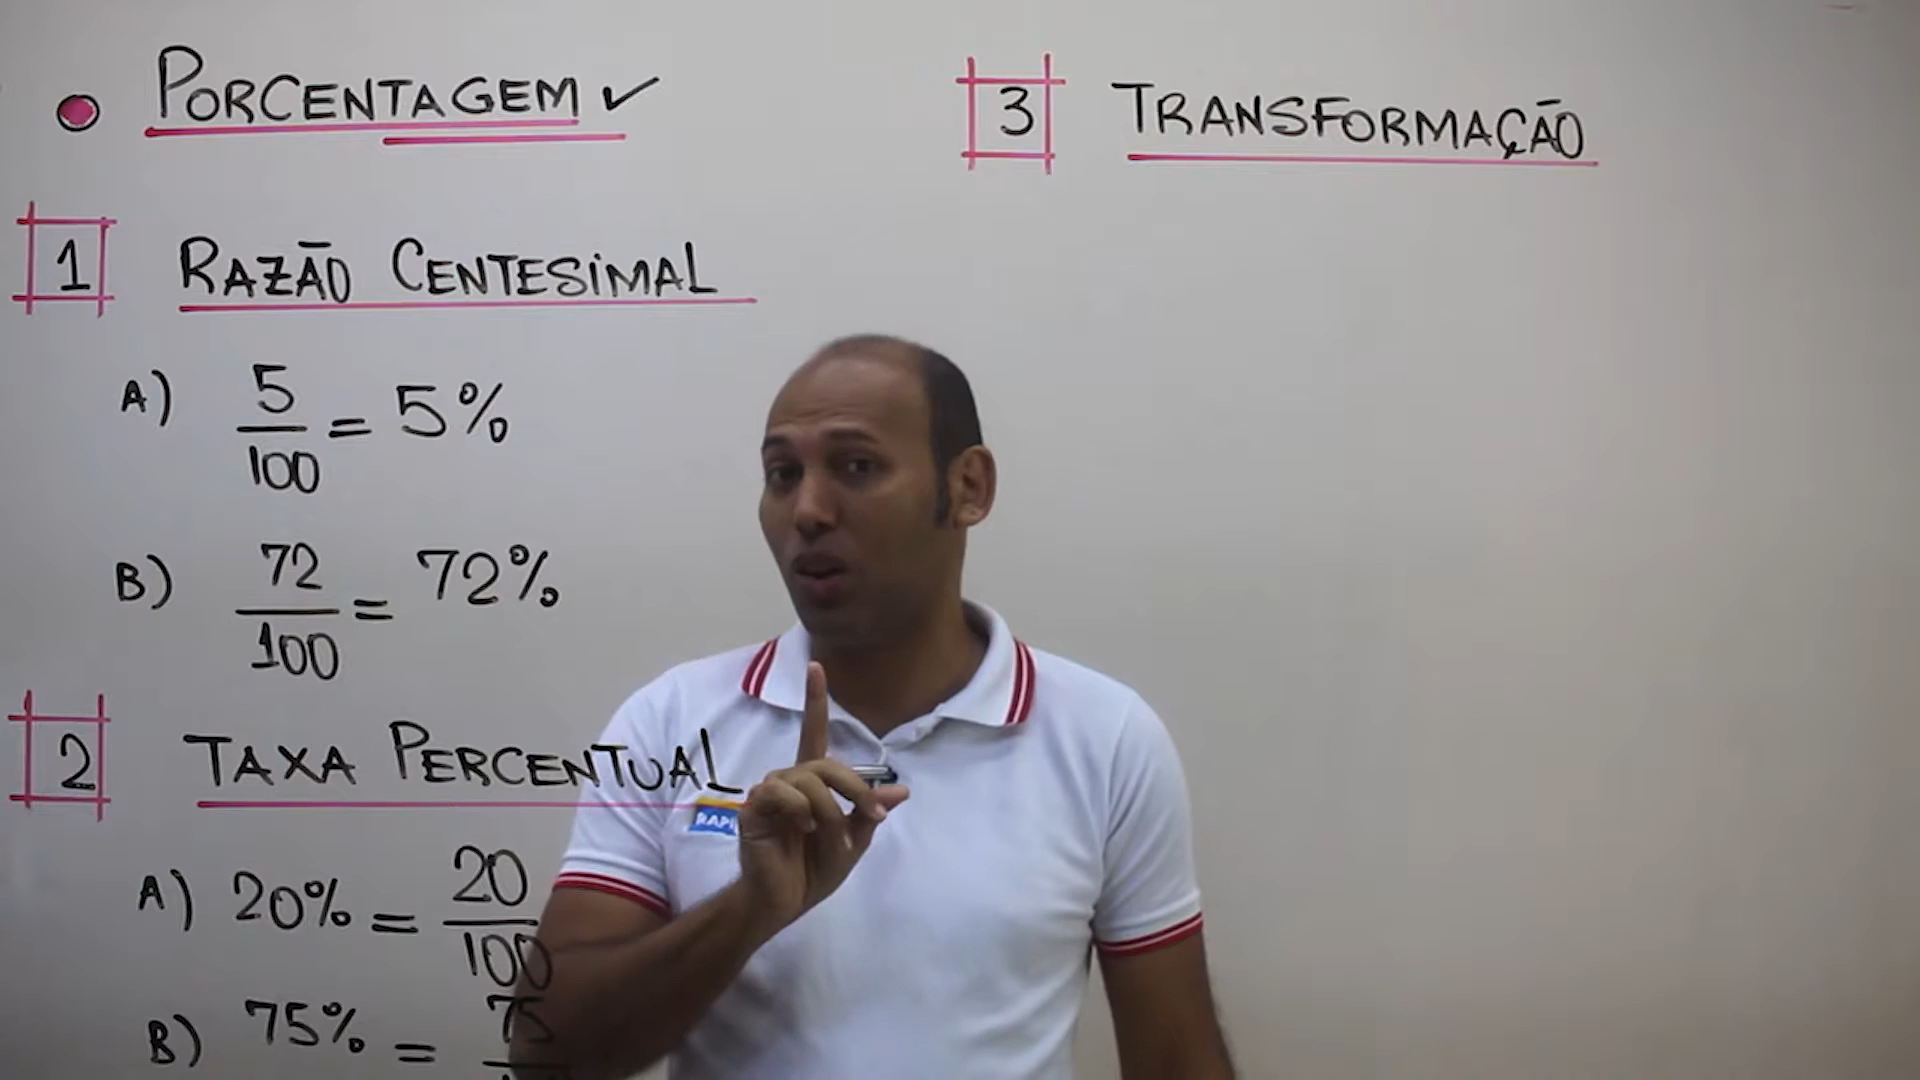 PORCENTAGEM ✓
1 RAZÃO CENTESIMAL
A) 5/100 = 5%
B) 72/100 = 72%
2 TAXA PERCENTUAL
A) 20% = 20/100
B) 75% = 75
3 TRANSFORMAÇÃO